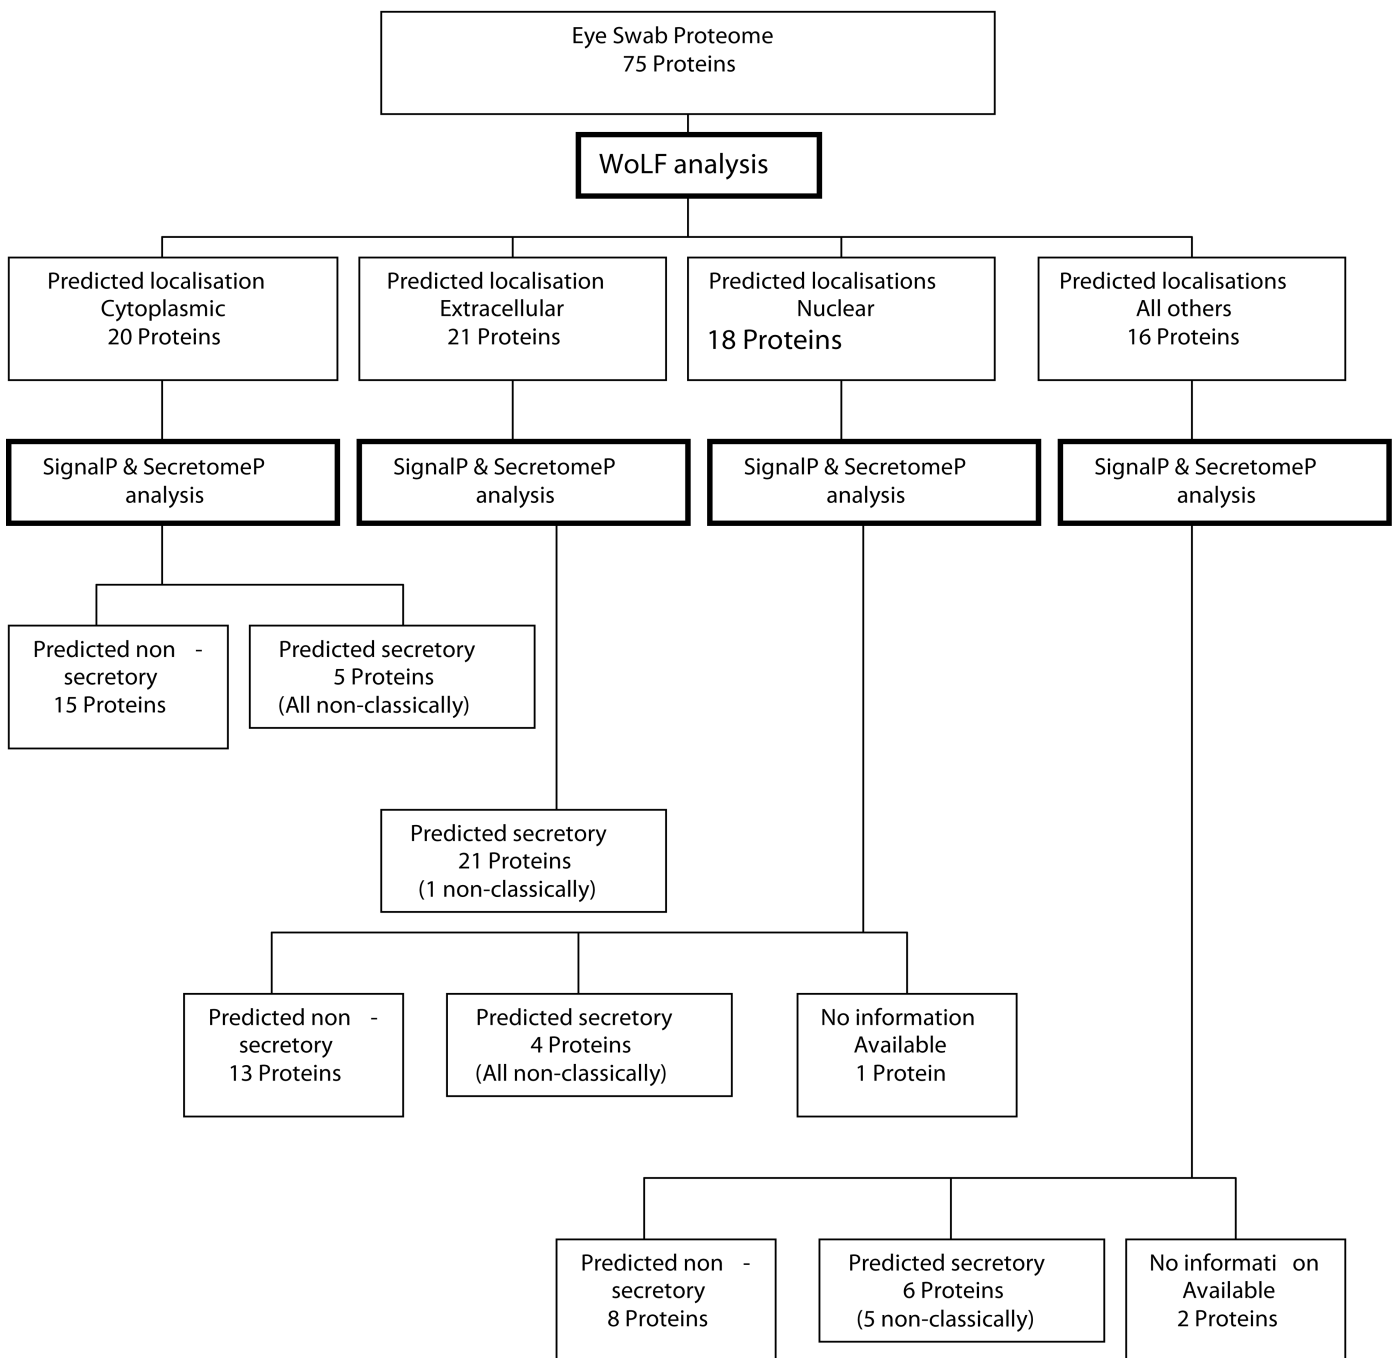 Eye Swab Proteome
75 Proteins
WoLF analysis
Predicted localisation
Cytoplasmic
20 Proteins
Predicted localisation
Extracellular
21 Proteins
Predicted localisations
Nuclear
18 Proteins
Predicted localisations
All others
16 Proteins
SignalP & SecretomeP
analysis
SignalP & SecretomeP
analysis
SignalP & SecretomeP
analysis
SignalP & SecretomeP
analysis
Predicted non -
secretory
15 Proteins
Predicted secretory
5 Proteins
(All non-classically)
Predicted secretory
21 Proteins
(1 non-classically)
Predicted non -
secretory
13 Proteins
Predicted secretory
4 Proteins
(All non-classically)
No information
Available
1 Protein
Predicted non -
secretory
8 Proteins
Predicted secretory
6 Proteins
(5 non-classically)
No informati on
Available
2 Proteins